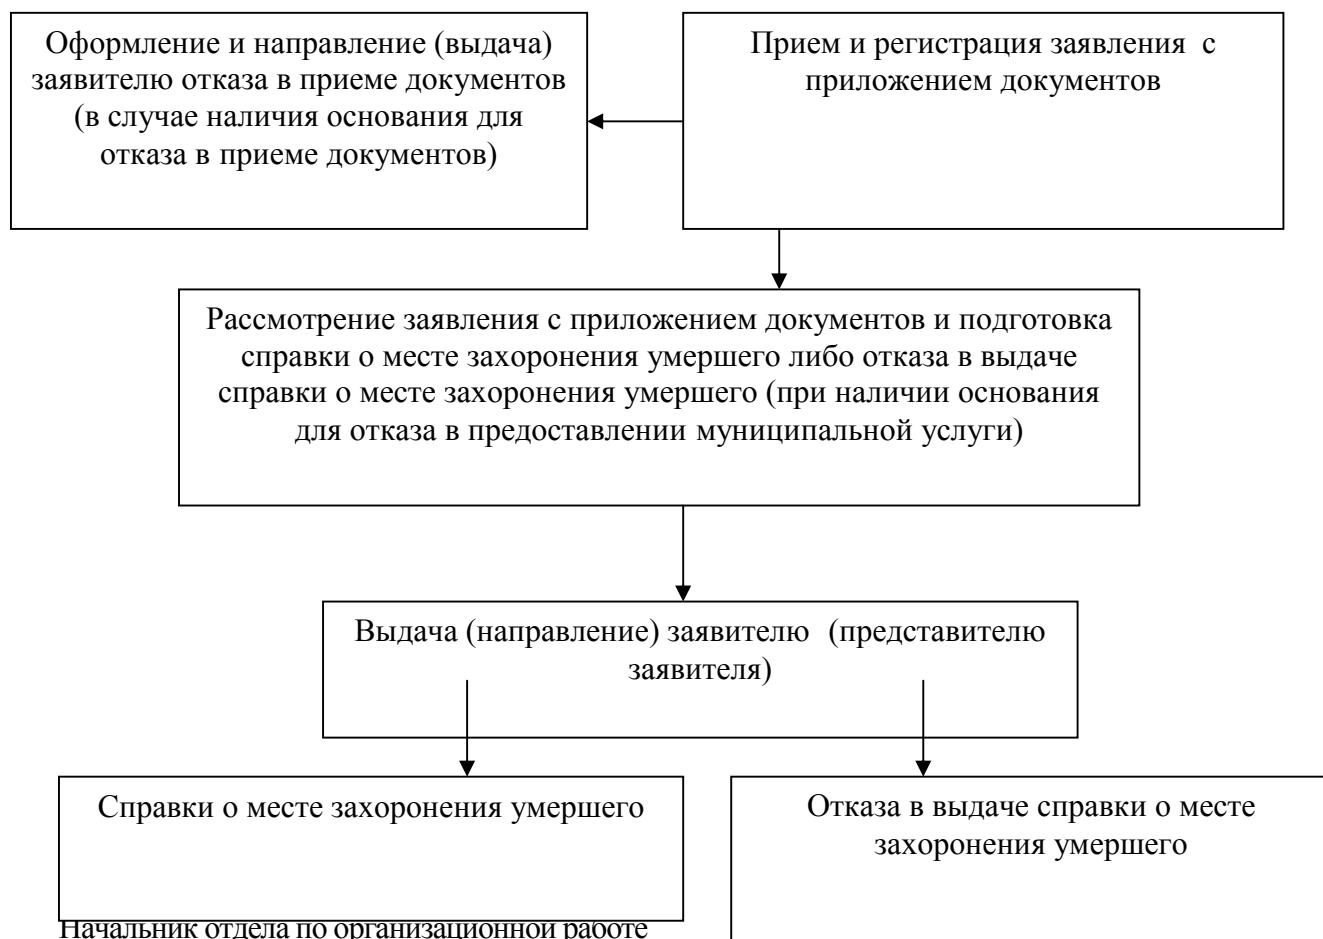 Оформление и направление (выдача)
заявителю отказа в приеме документов
(в случае наличия основания для
отказа в приеме документов)
Прием и регистрация заявления с
приложением документов
Рассмотрение заявления с приложением документов и подготовка
справки о месте захоронения умершего либо отказа в выдаче
справки о месте захоронения умершего (при наличии основания
для отказа в предоставлении муниципальной услуги)
Выдача (направление) заявителю (представителю
заявителя)
Справки о месте захоронения умершего
Отказа в выдаче справки о месте
захоронения умершего
Начальник отдела по организационной работе